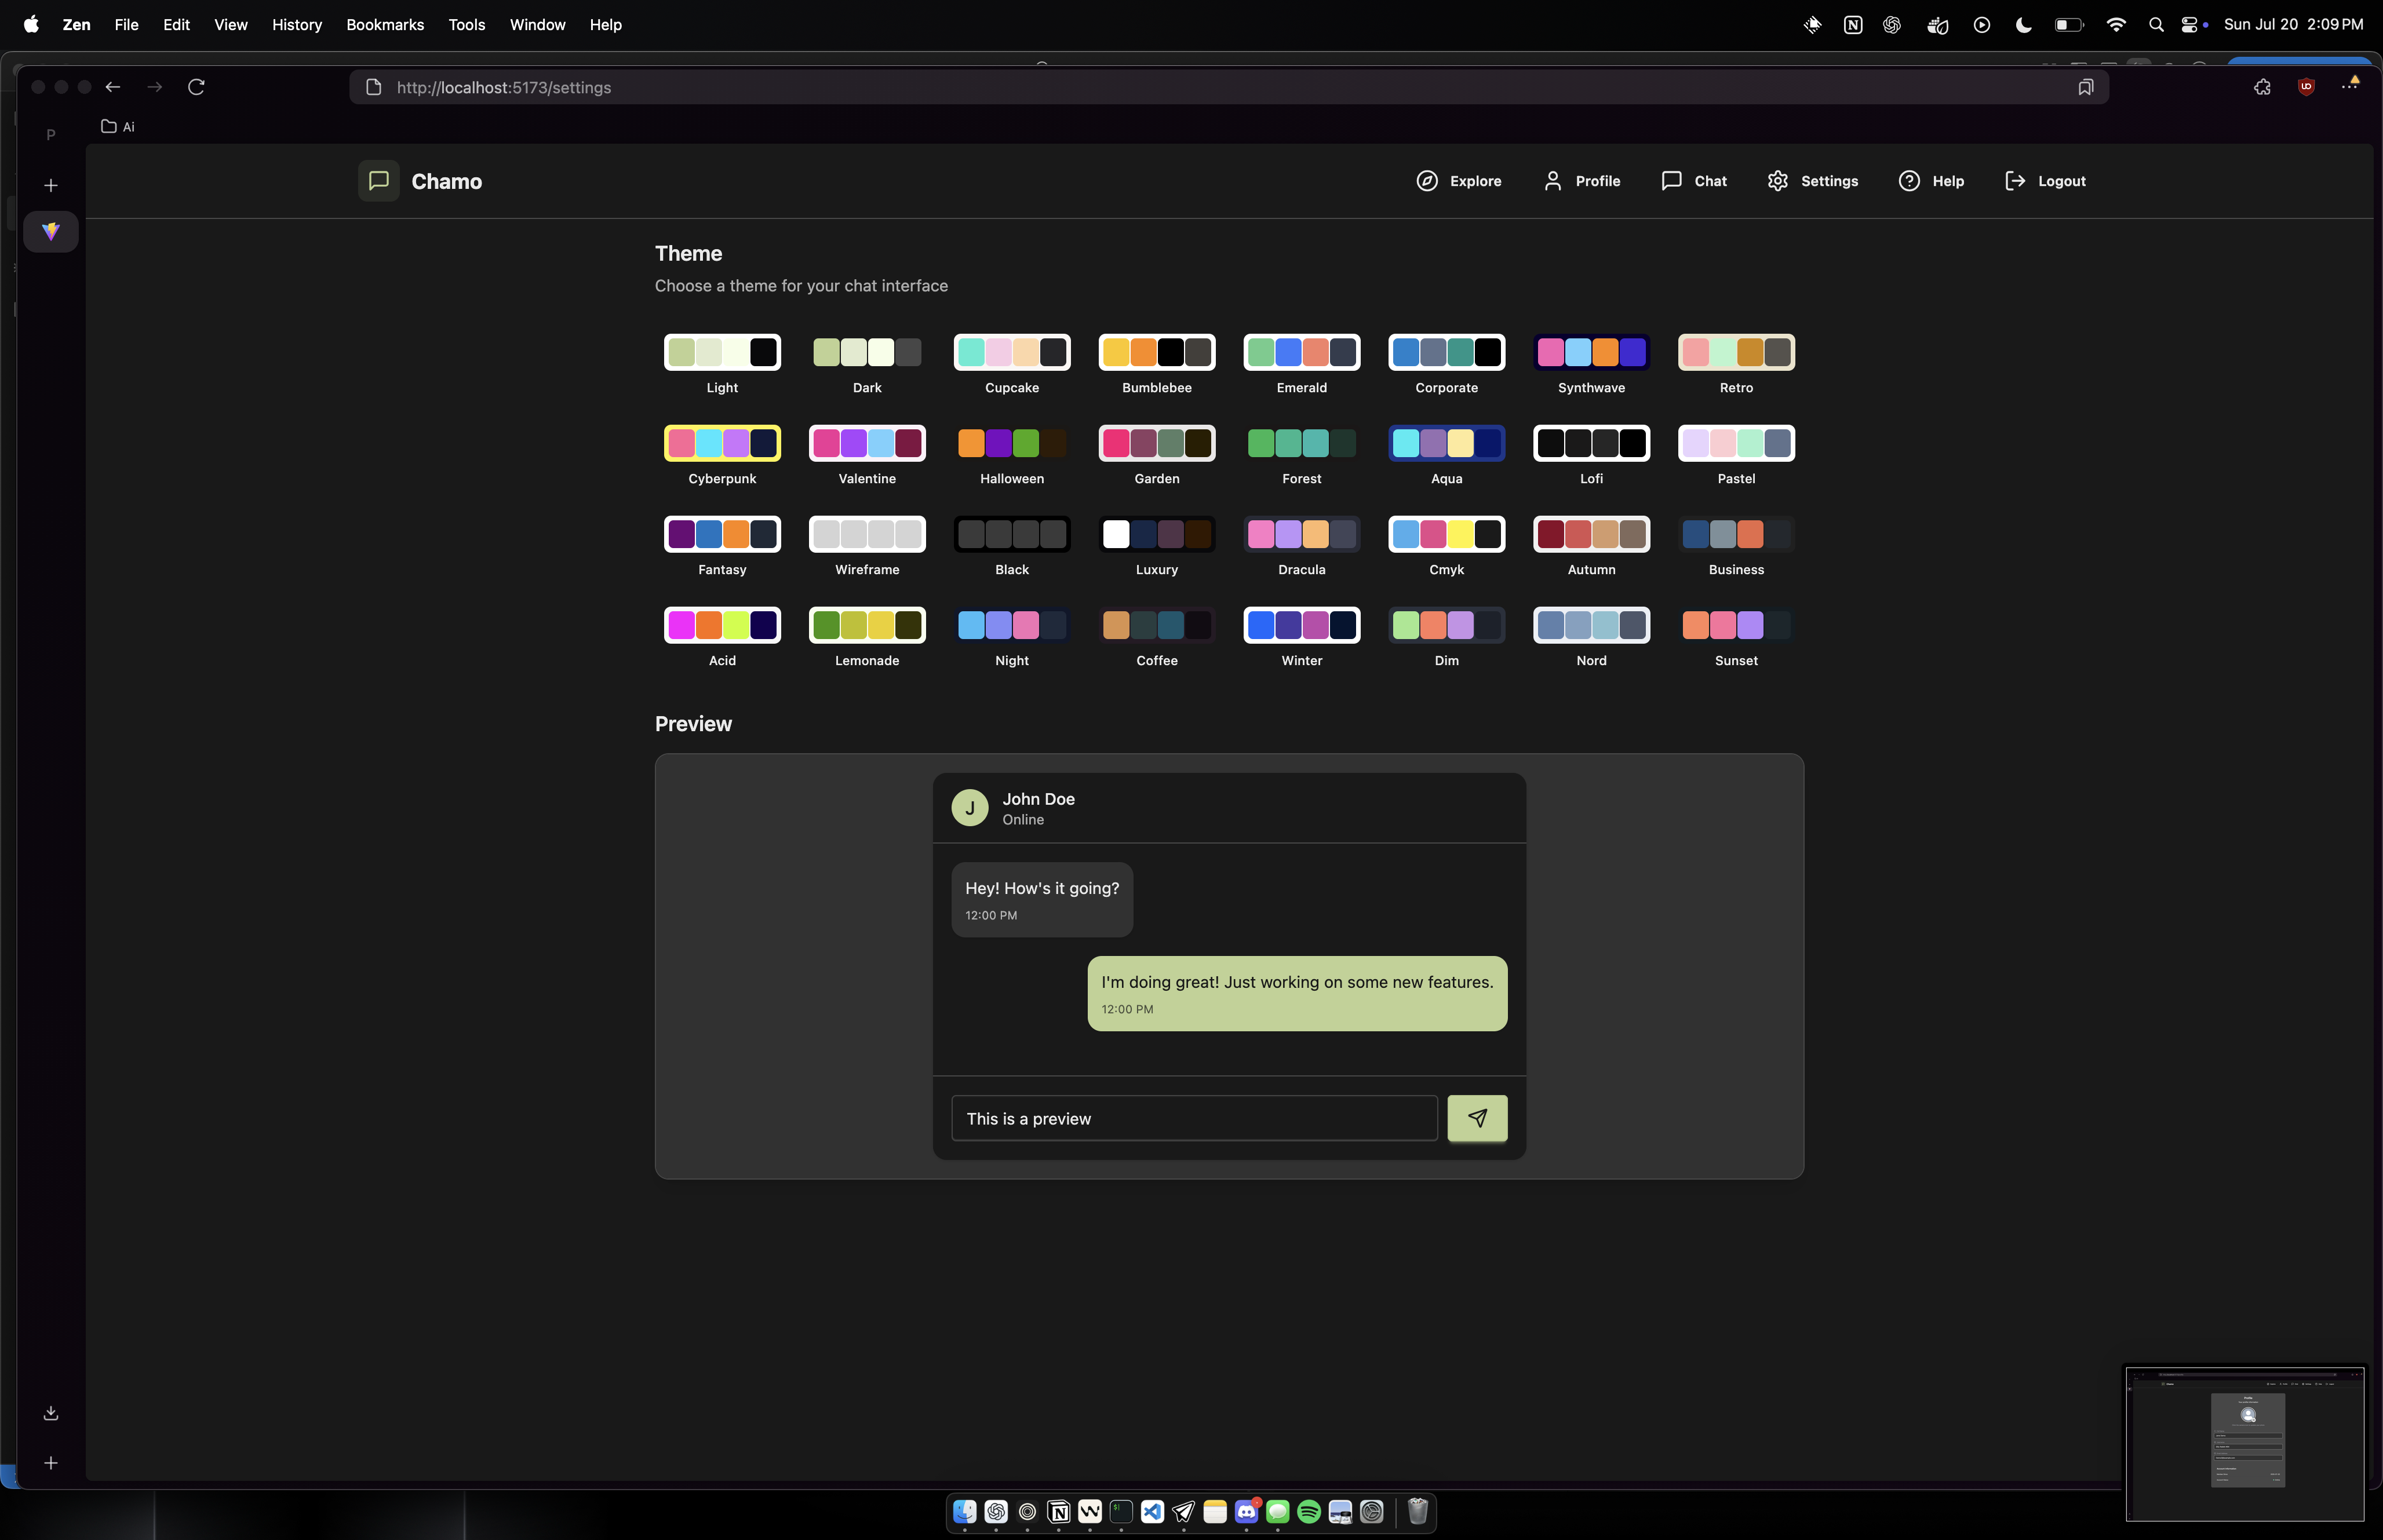 Zen File Edit View History Bookmarks Tools Window Help Sun Jul 20 2:09 PM
http://localhost:5173/settings
P
Ai
Chamo Explore Profile Chat Settings Help Logout
Theme
Choose a theme for your chat interface
Light Dark Cupcake Bumblebee Emerald Corporate Synthwave Retro
Cyberpunk Valentine Halloween Garden Forest Aqua Lofi Pastel
Fantasy Wireframe Black Luxury Dracula Cmyk Autumn Business
Acid Lemonade Night Coffee Winter Dim Nord Sunset
Preview
J
John Doe
Online
Hey! How's it going?
12:00 PM
I'm doing great! Just working on some new features.
12:00 PM
This is a preview